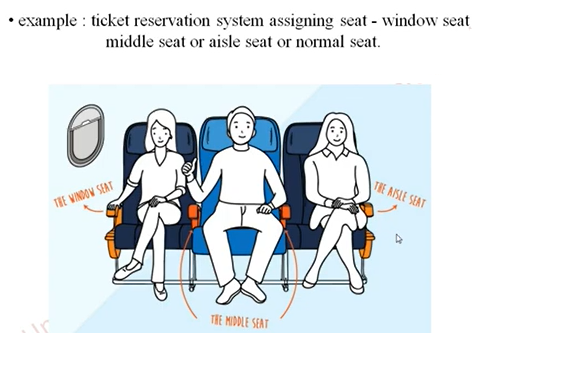 • example : ticket reservation system assigning seat - window seat
middle seat or aisle seat or normal seat.
THE WINDOW SEAT
THE AISLE SEAT
THE MIDDLE SEAT